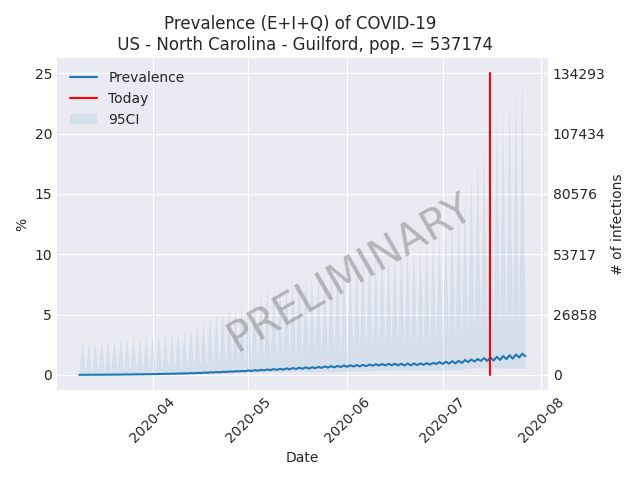 Prevalence (E+I+Q) of COVID-19
US - North Carolina - Guilford, pop. = 537174
Prevalence
Today
95CI
25
20
15
10
5
0
%
134293
107434
80576
53717
26858
0
# of infections
PRELIMINARY
2020-04
2020-05
2020-06
2020-07
2020-08
Date